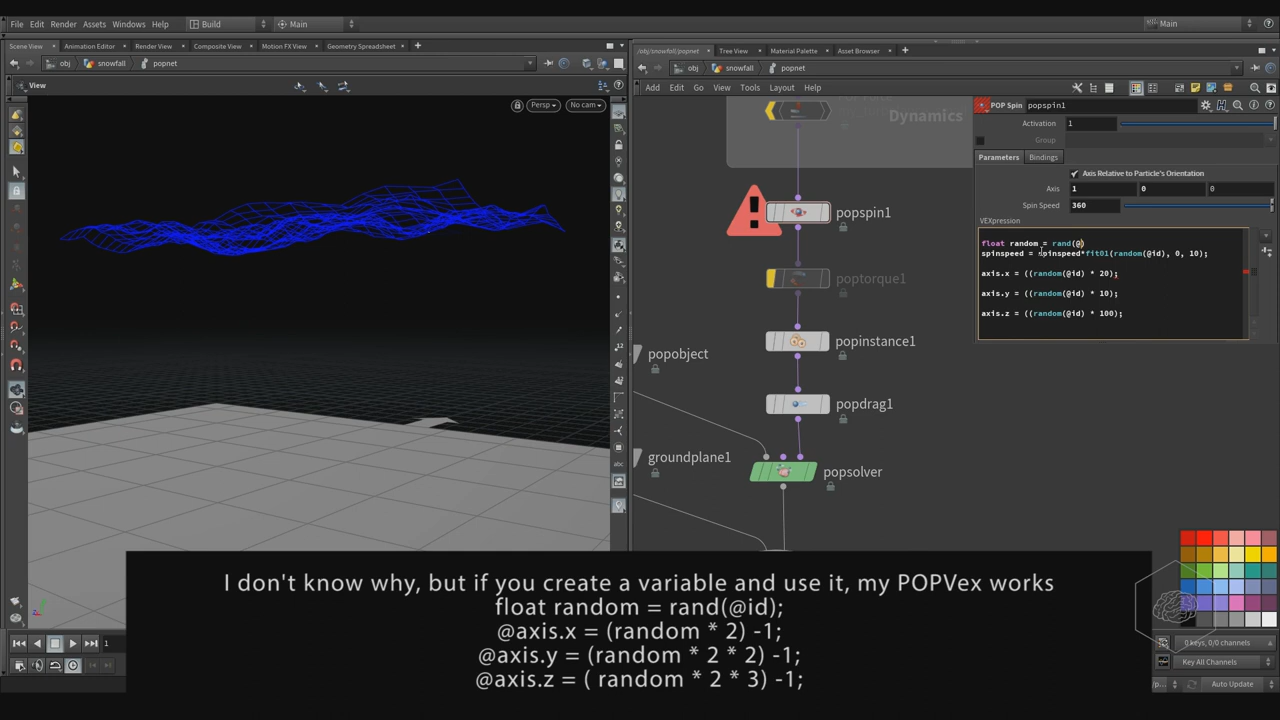 File Edit Render Assets Windows Help Build Main Main
Scene View Animation Editor Render View Composite View Motion FX View Geometry Spreadsheet
/obj/snowfall/popnet Tree View Material Palette Asset Browser
obj snowfall popnet
obj snowfall popnet
View
Add Edit Go View Tools Layout Help
Persp No cam
Dynamics
POP Spin popspin1
Activation 1
Group
Parameters Bindings
Axis Relative to Particle's Orientation
Axis 1 0 0
Spin Speed 360
VEXpression
float random = rand(@)
spinspeed = spinspeed*fit01(random(@id), 0, 10);
axis.x = ((random(@id) * 20);
axis.y = ((random(@id) * 10);
axis.z = ((random(@id) * 100);
popspin1
poptorque1
popinstance1
popobject
popdrag1
groundplane1
popsolver
abc
I don't know why, but if you create a variable and use it, my POPVex works
float random = rand(@id);
@axis.x = (random * 2) -1;
@axis.y = (random * 2 * 2) -1;
@axis.z = ( random * 2 * 3) -1;
1
0 keys, 0/0 channels
Key All Channels
Auto Update